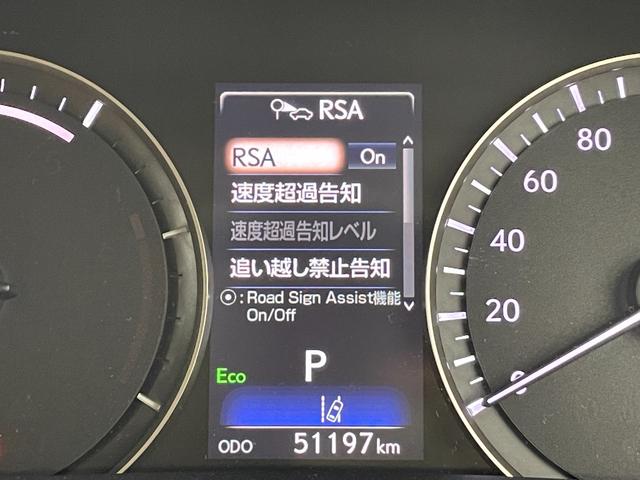 RSA
RSA On
速度超過告知
速度超過告知レベル
追い越し禁止告知
: Road Sign Assist機能
On/Off
P
Eco
ODO 51197km
80
60
40
20
0